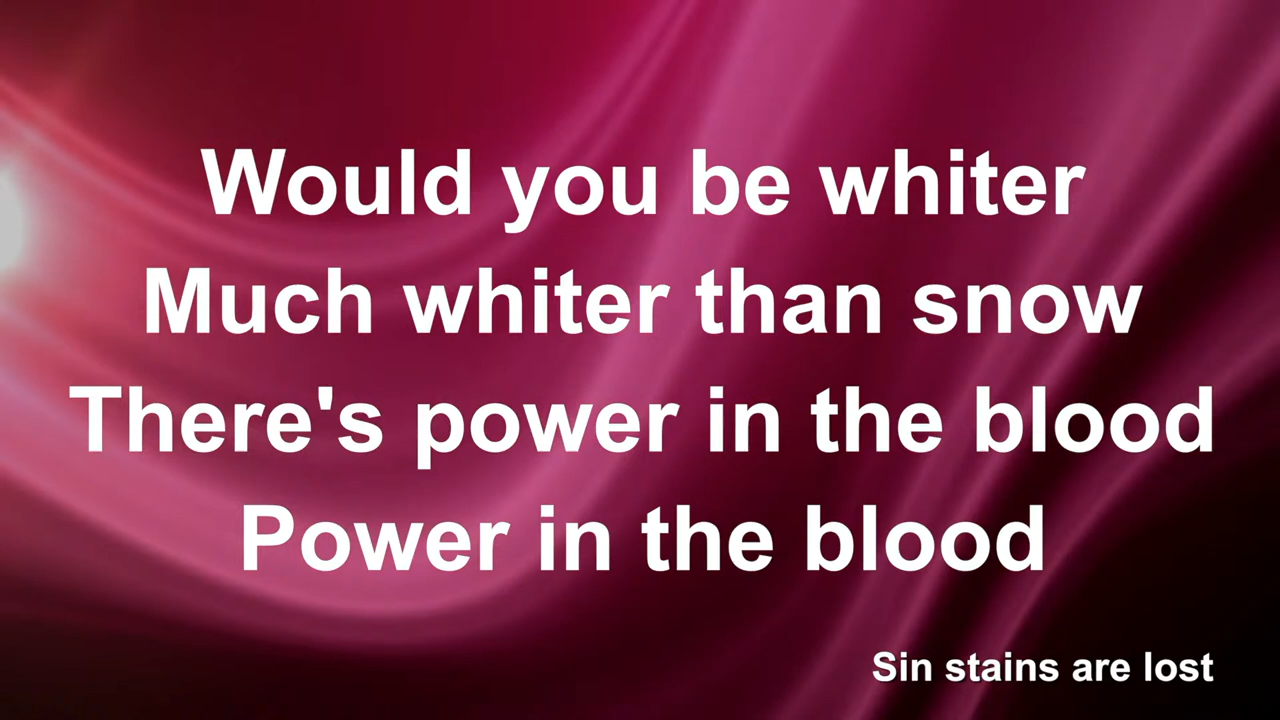 Would you be whiter
Much whiter than snow
There's power in the blood
Power in the blood
Sin stains are lost